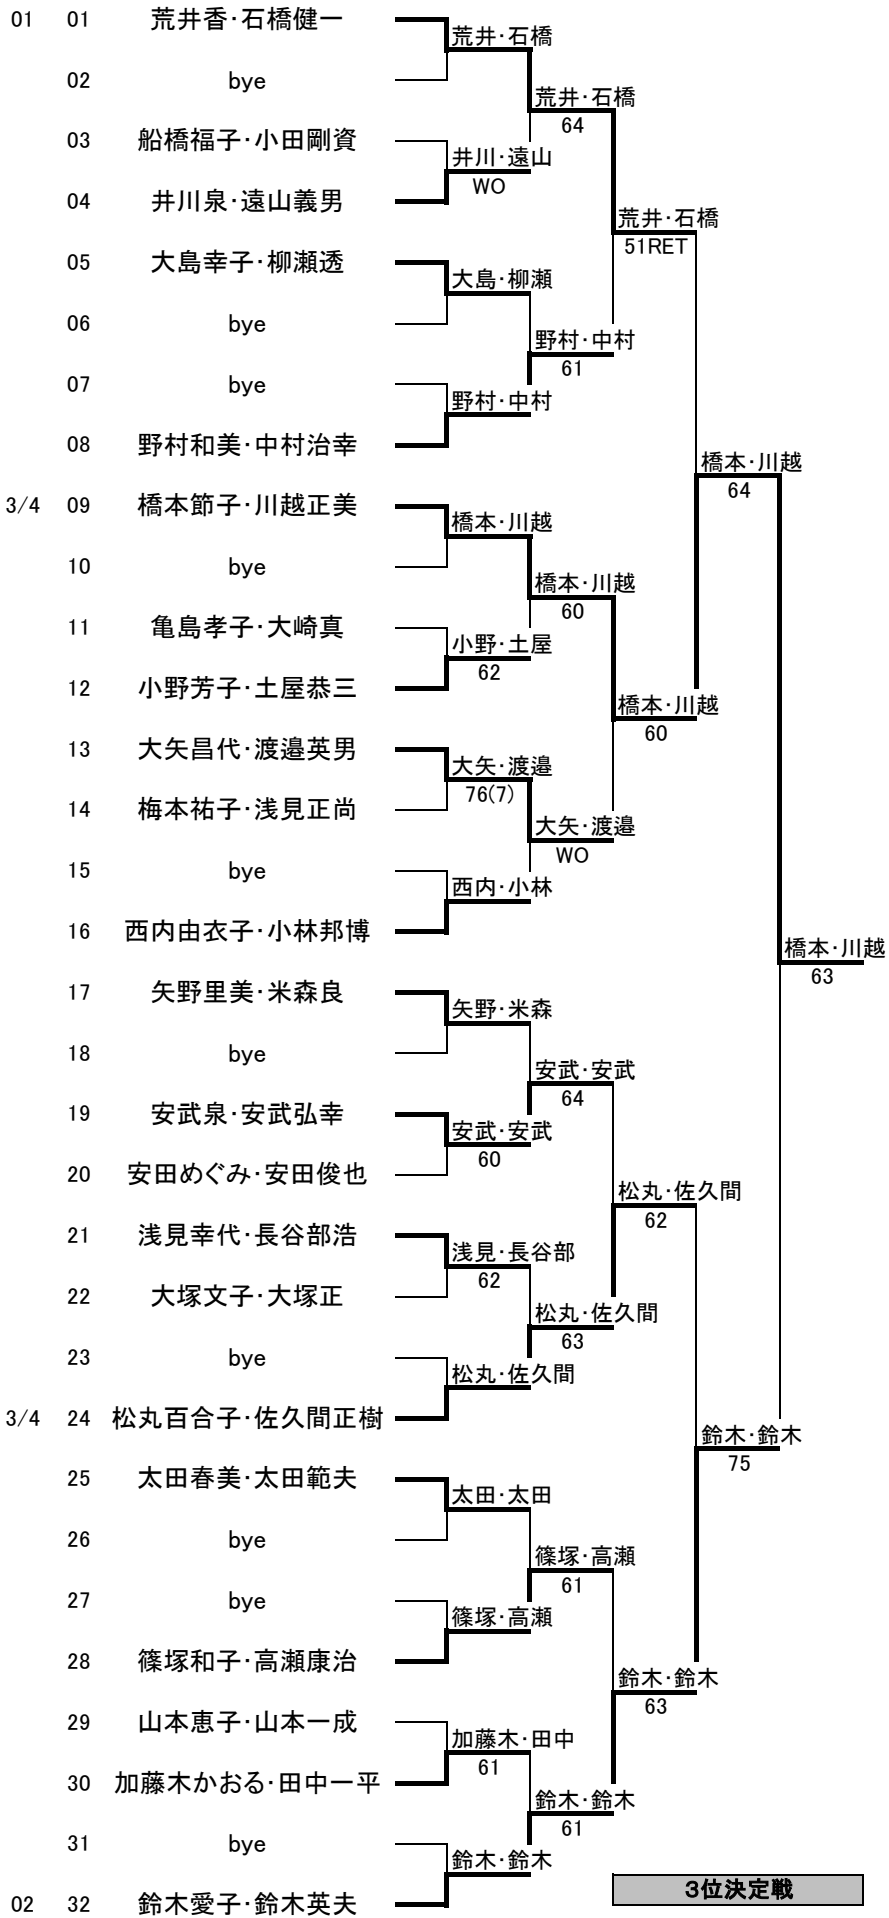 01 01 荒井香・石橋健一
荒井・石橋
02 bye
荒井・石橋
64
03 船橋福子・小田剛資
井川・遠山
WO
04 井川泉・遠山義男
荒井・石橋
51RET
05 大島幸子・柳瀬透
大島・柳瀬
06 bye
野村・中村
61
07 bye
野村・中村
08 野村和美・中村治幸
橋本・川越
64
3/4 09 橋本節子・川越正美
橋本・川越
10 bye
橋本・川越
60
11 亀島孝子・大崎真
小野・土屋
62
12 小野芳子・土屋恭三
橋本・川越
60
13 大矢昌代・渡邉英男
大矢・渡邉
76(7)
14 梅本祐子・浅見正尚
大矢・渡邉
WO
15 bye
西内・小林
16 西内由衣子・小林邦博
橋本・川越
63
17 矢野里美・米森良
矢野・米森
18 bye
安武・安武
64
19 安武泉・安武弘幸
安武・安武
60
20 安田めぐみ・安田俊也
松丸・佐久間
62
21 浅見幸代・長谷部浩
浅見・長谷部
62
22 大塚文子・大塚正
松丸・佐久間
63
23 bye
松丸・佐久間
3/4 24 松丸百合子・佐久間正樹
鈴木・鈴木
75
25 太田春美・太田範夫
太田・太田
26 bye
篠塚・高瀬
61
27 bye
篠塚・高瀬
28 篠塚和子・高瀬康治
鈴木・鈴木
63
29 山本恵子・山本一成
加藤木・田中
61
30 加藤木かおる・田中一平
鈴木・鈴木
61
31 bye
鈴木・鈴木
02 32 鈴木愛子・鈴木英夫
3位決定戦